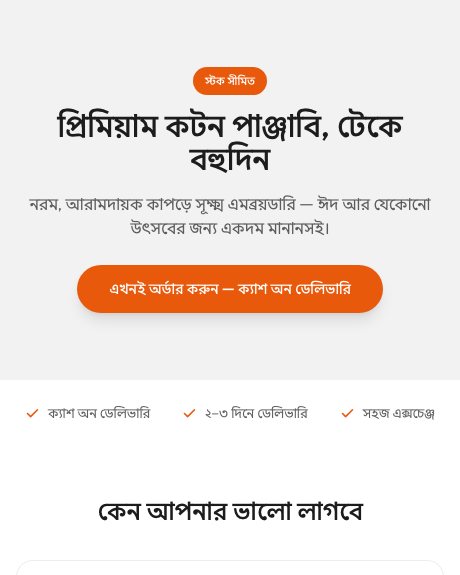 স্টক সীমিত
প্রিমিয়াম কটন পাঞ্জাবি, টেকে
বহুদিন
নরম, আরামদায়ক কাপড়ে সূক্ষ্ম এমব্রয়ডারি — ঈদ আর যেকোনো
উৎসবের জন্য একদম মানানসই।
এখনই অর্ডার করুন — ক্যাশ অন ডেলিভারি
ক্যাশ অন ডেলিভারি
২–৩ দিনে ডেলিভারি
সহজ এক্সচেঞ্জ
কেন আপনার ভালো লাগবে